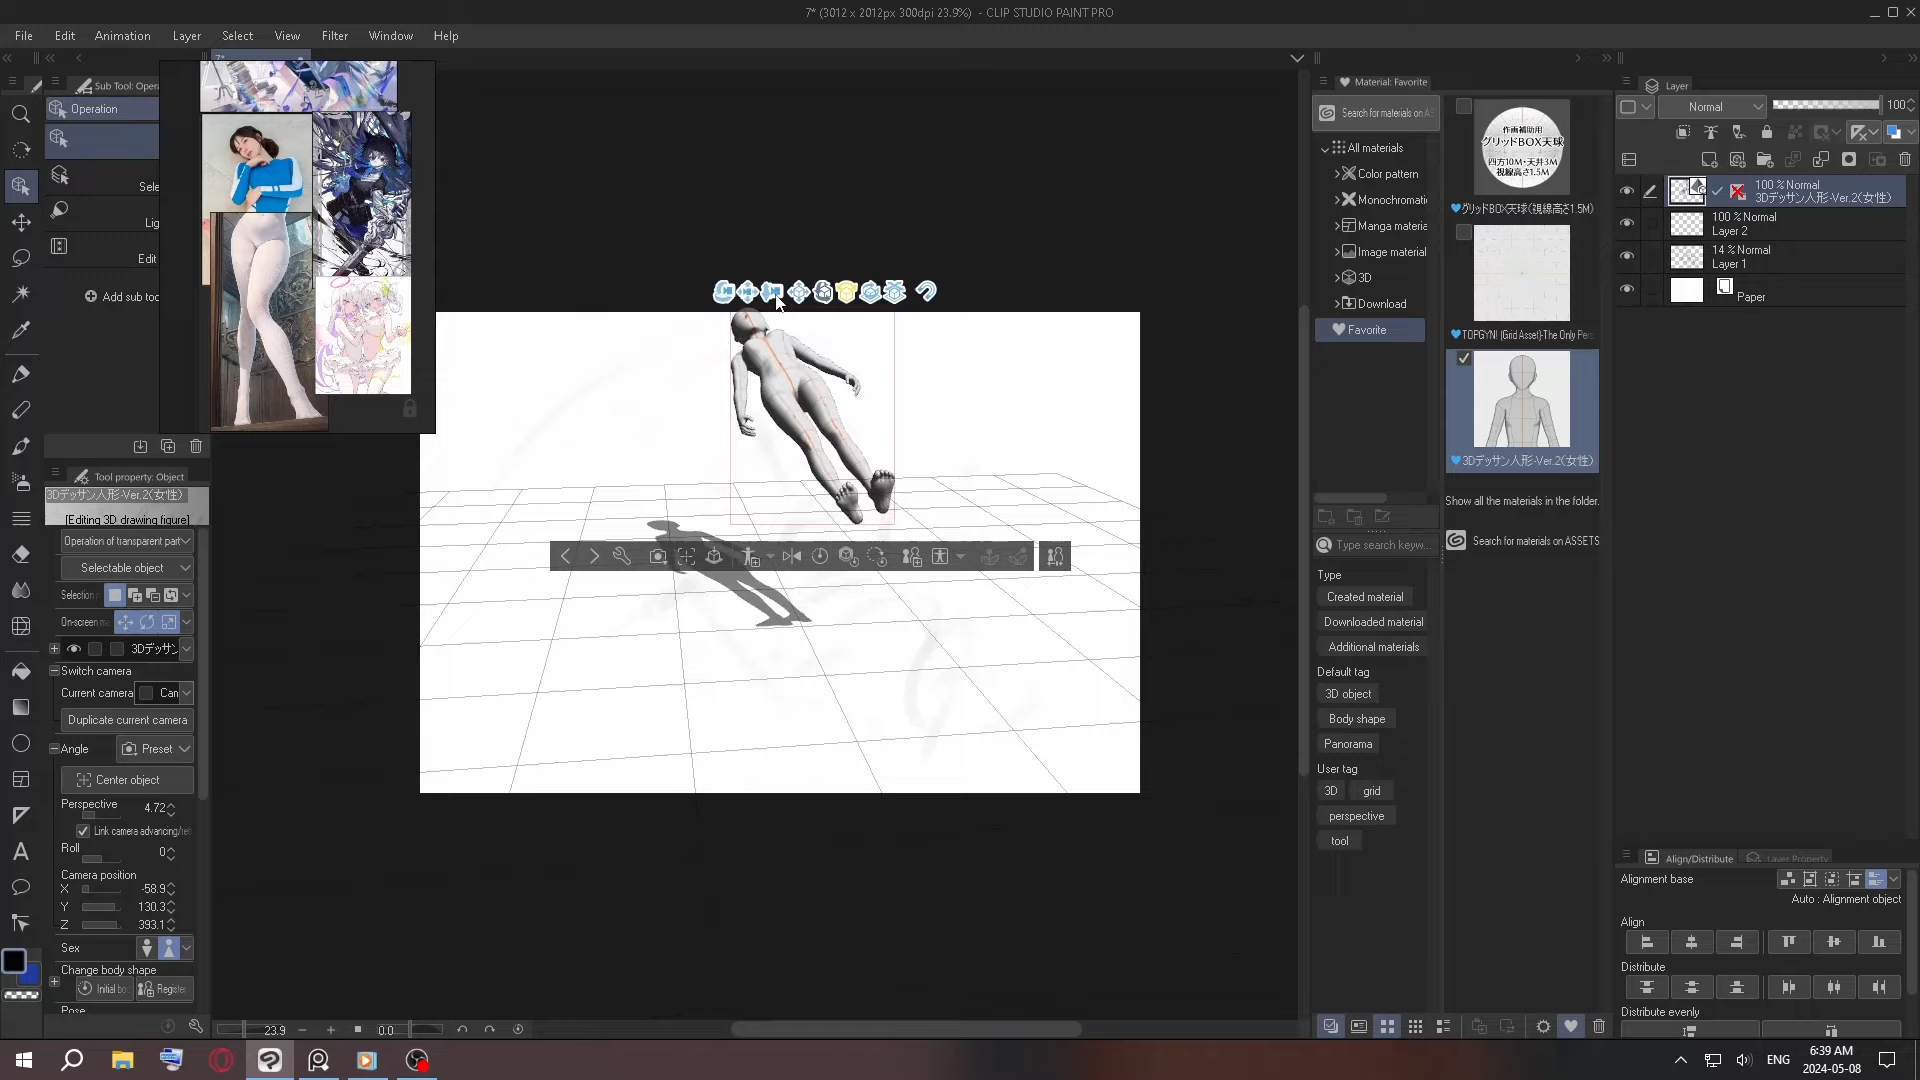 7* (3012 x 2012px 300dpi 23.9%) - CLIP STUDIO PAINT PRO
File Edit Animation Layer Select View Filter Window Help
7*
Sub Tool: Opera
Operation
Sele
Lig
Edit
Add sub too
Tool property: Object
3Dデッサン人形-Ver.2(女性)
[Editing 3D drawing figure]
Operation of transparent part
Selectable object
Selection
On-screen
3Dデッサン
Switch camera
Current camera
Duplicate current camera
Angle Preset
Center object
Perspective 4.72
Link camera advancing/re
Roll 0
Camera position
X -58.9
Y 130.3
Z 393.1
Sex
Change body shape
Initial bo Register
Pose
23.9 0.0
Material: Favorite
Search for materials on AS
All materials
Color pattern
Monochromati
Manga materia
Image material
3D
Download
Favorite
Type search keyw...
Type
Created material
Downloaded material
Additional materials
Default tag
3D object
Body shape
Panorama
User tag
3D grid
perspective
tool
作画補助用
グリッドBOX天球
四方10M・天井3M
視線高さ1.5M
グリッドBOX天球(視線高さ1.5M)
TOPGYN! (Grid Asset)-The Only Pers
3Dデッサン人形-Ver.2(女性)
Show all the materials in the folder.
Search for materials on ASSETS
Layer
Normal 100
100 % Normal
3Dデッサン人形-Ver.2(女性)
100 % Normal
Layer 2
14 % Normal
Layer 1
Paper
Align/Distribute Layer Property
Alignment base
Auto : Alignment object
Align
Distribute
Distribute evenly
ENG
6:39 AM
2024-05-08